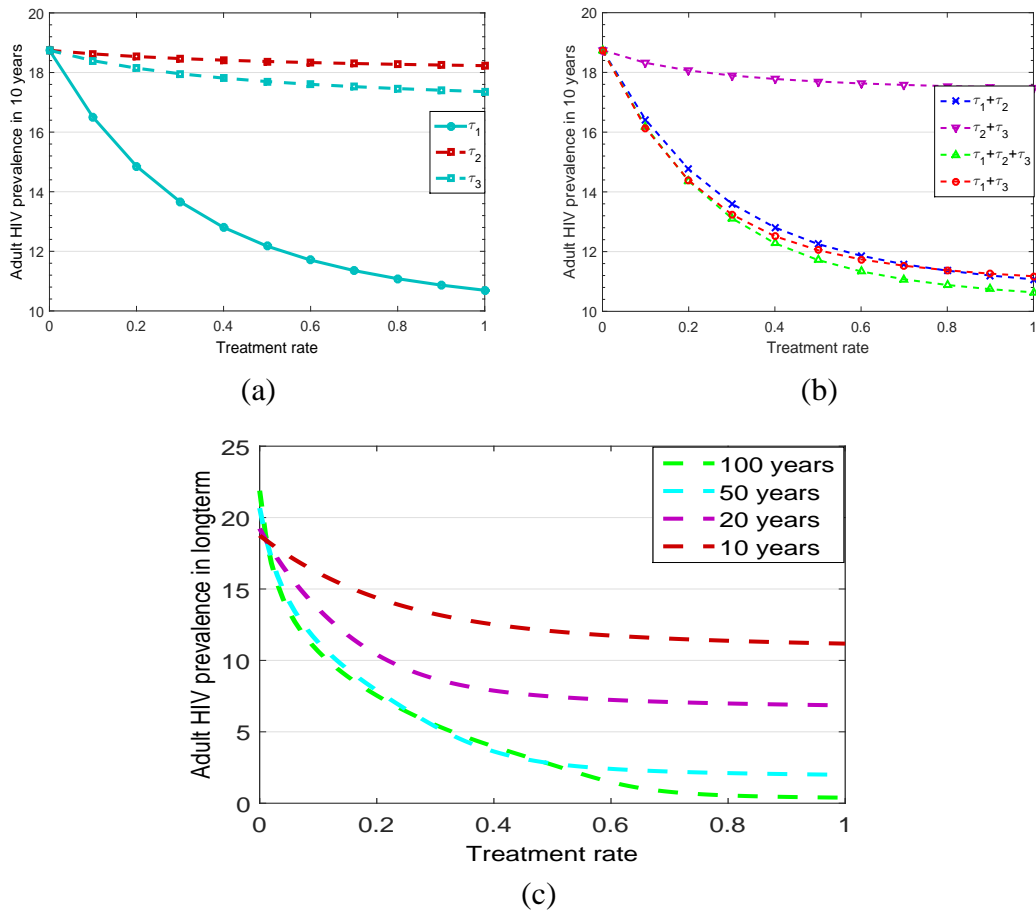 Adult HIV prevalence in 10 years
20
18
16
14
12
10
0
0.2
0.4
0.6
0.8
1
Treatment rate
τ1
τ2
τ3
(a)
Adult HIV prevalence in 10 years
20
18
16
14
12
10
0
0.2
0.4
0.6
0.8
1
Treatment rate
τ1+τ2
τ2+τ3
τ1+τ2+τ3
τ1+τ3
(b)
Adult HIV prevalence in longterm
25
20
15
10
5
0
0
0.2
0.4
0.6
0.8
1
Treatment rate
100 years
50 years
20 years
10 years
(c)